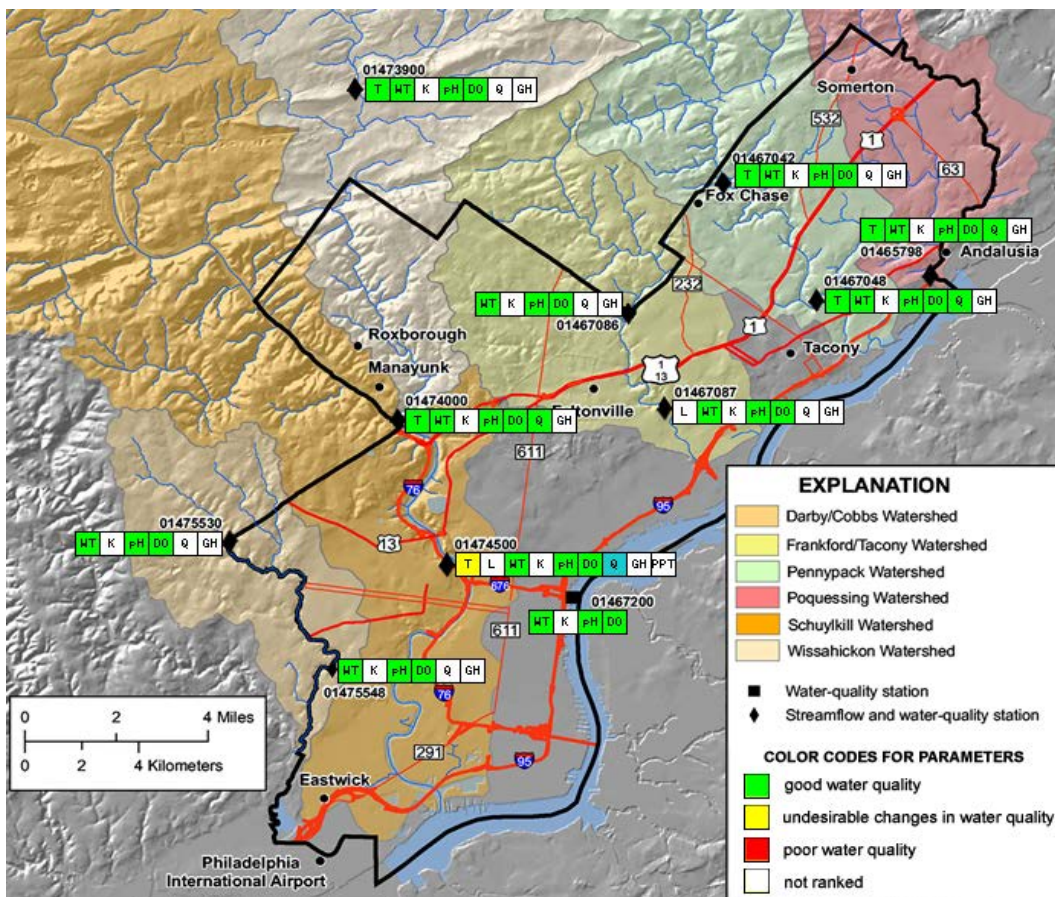 01473900
T WT K pH DO Q GH
Somerton
532
1
01467042
T WT K pH DO Q GH
Fox Chase
63
T WT K pH DO Q GH
01465798
Andalusia
232
01467048
T WT K pH DO Q GH
WT K pH DO Q GH
01467086
Roxborough
1
Tacony
Manayunk
1
13
01467087
L WT K pH DO Q GH
01474000
T WT K pH DO Q GH
611
76
95
01475530
WT K pH DO Q GH
13
01474500
T L WT K pH DO Q GH PPT
676
01467200
WT K pH DO
611
WT K pH DO Q GH
01475548
76
291
95
Eastwick
Philadelphia
International Airport
0 2 4 Miles
0 2 4 Kilometers
EXPLANATION
Darby/Cobbs Watershed
Frankford/Tacony Watershed
Pennypack Watershed
Poquessing Watershed
Schuylkill Watershed
Wissahickon Watershed
Water-quality station
Streamflow and water-quality station
COLOR CODES FOR PARAMETERS
good water quality
undesirable changes in water quality
poor water quality
not ranked